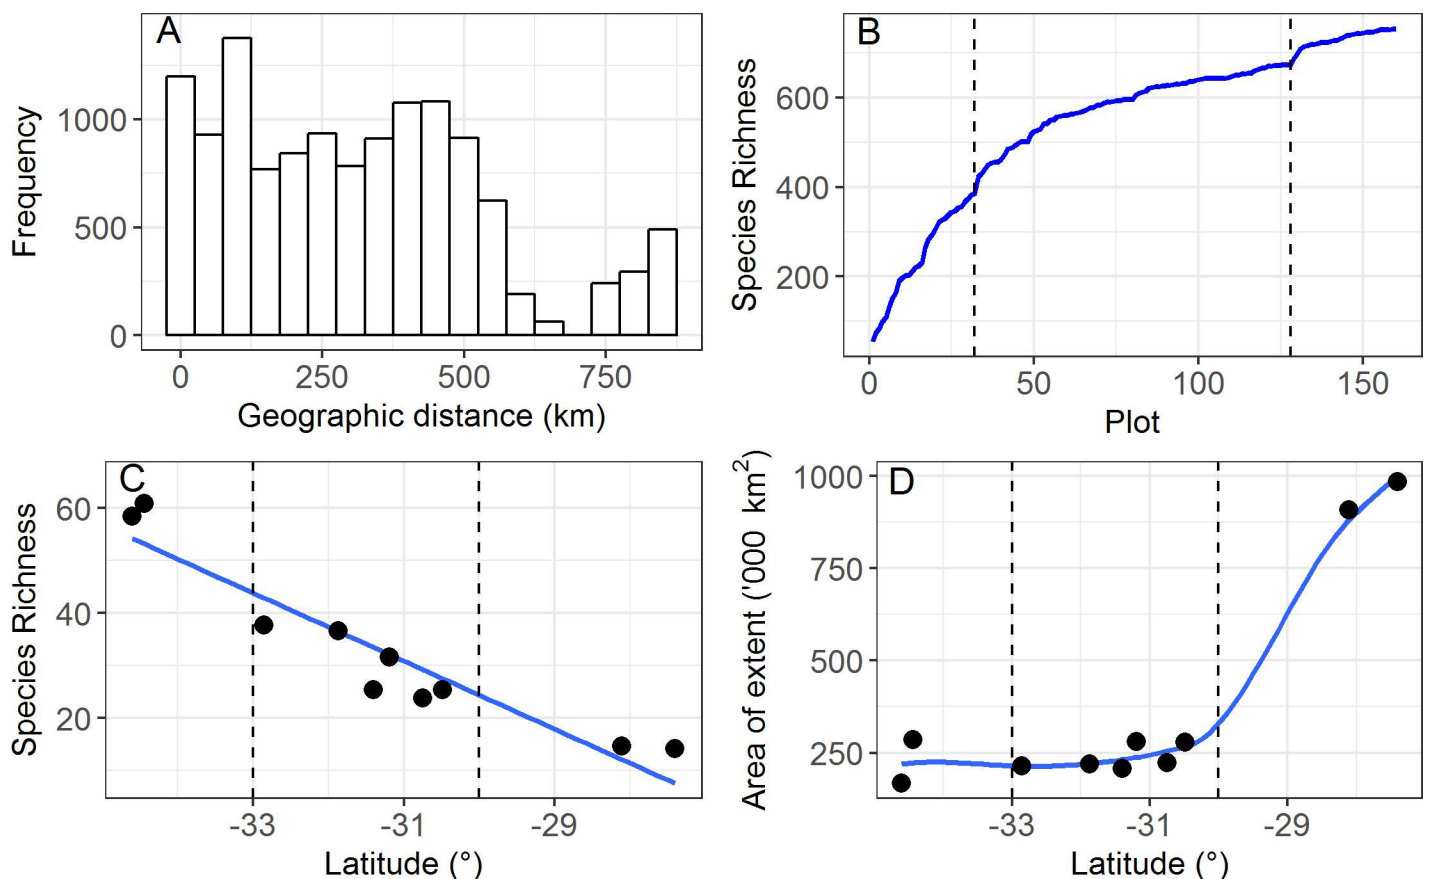 A
Frequency
1000
500
0
0 250 500 750
Geographic distance (km)
B
Species Richness
600
400
200
0 50 100 150
Plot
C
Species Richness
60
40
20
-33 -31 -29
Latitude (°)
D
Area of extent ('000 km²)
1000
750
500
250
-33 -31 -29
Latitude (°)